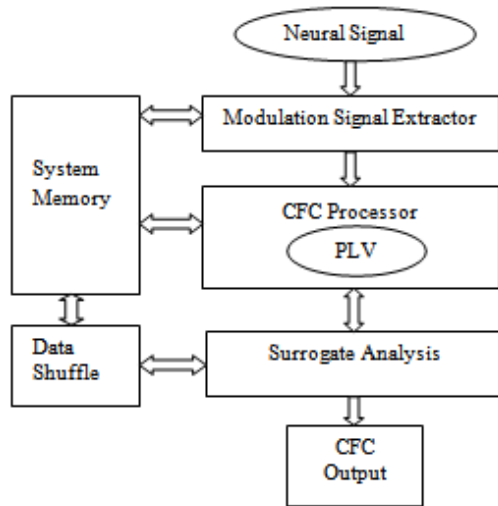 Neural Signal
Modulation Signal Extractor
System
Memory
CFC Processor
PLV
Data
Shuffle
Surrogate Analysis
CFC
Output